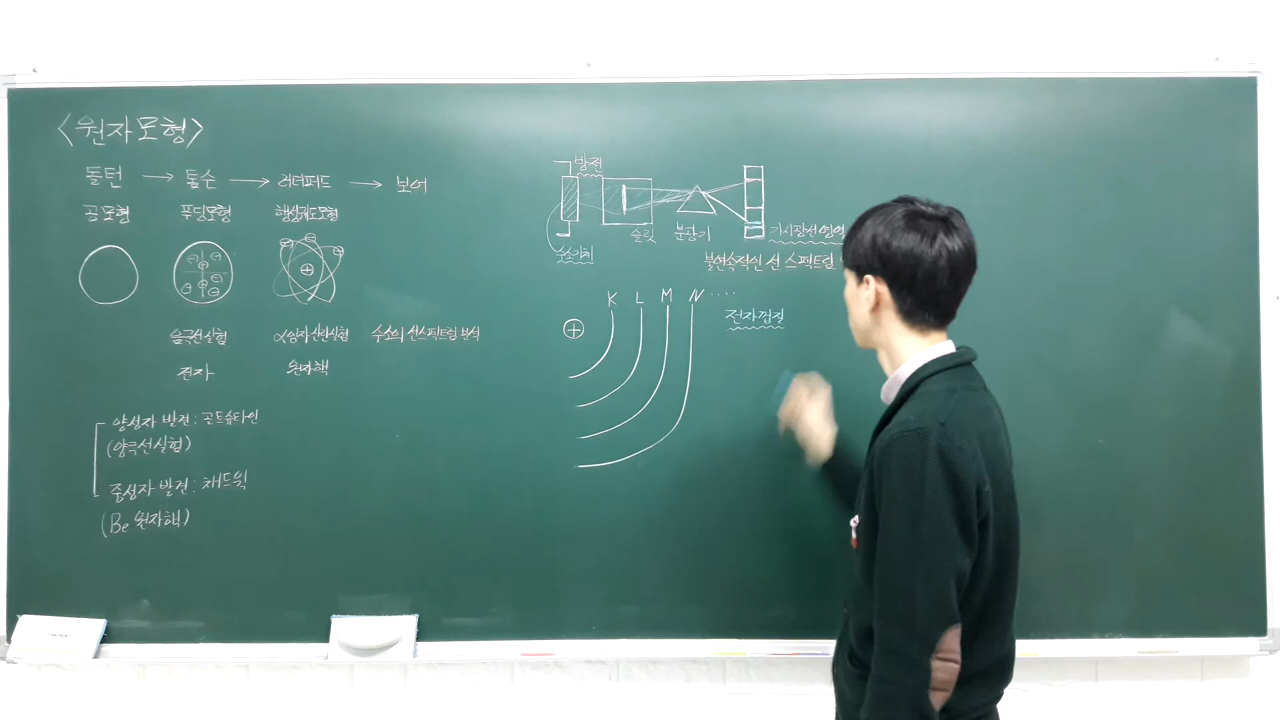 <원자모형>
돌턴 → 톰슨 → 러더퍼드 → 보어
공모형 푸딩모형 행성궤도모형
음극선실험 α입자산란실험 수소의 선스펙트럼 분석
전자 원자핵
양성자 발견 : 골트슈타인
(양극선실험)
중성자 발견 : 채드윅
(Be 원자핵)
방전
슬릿 분광기 가시광선영역
수소기체
불연속적인 선 스펙트럼
K L M N ····
전자껍질